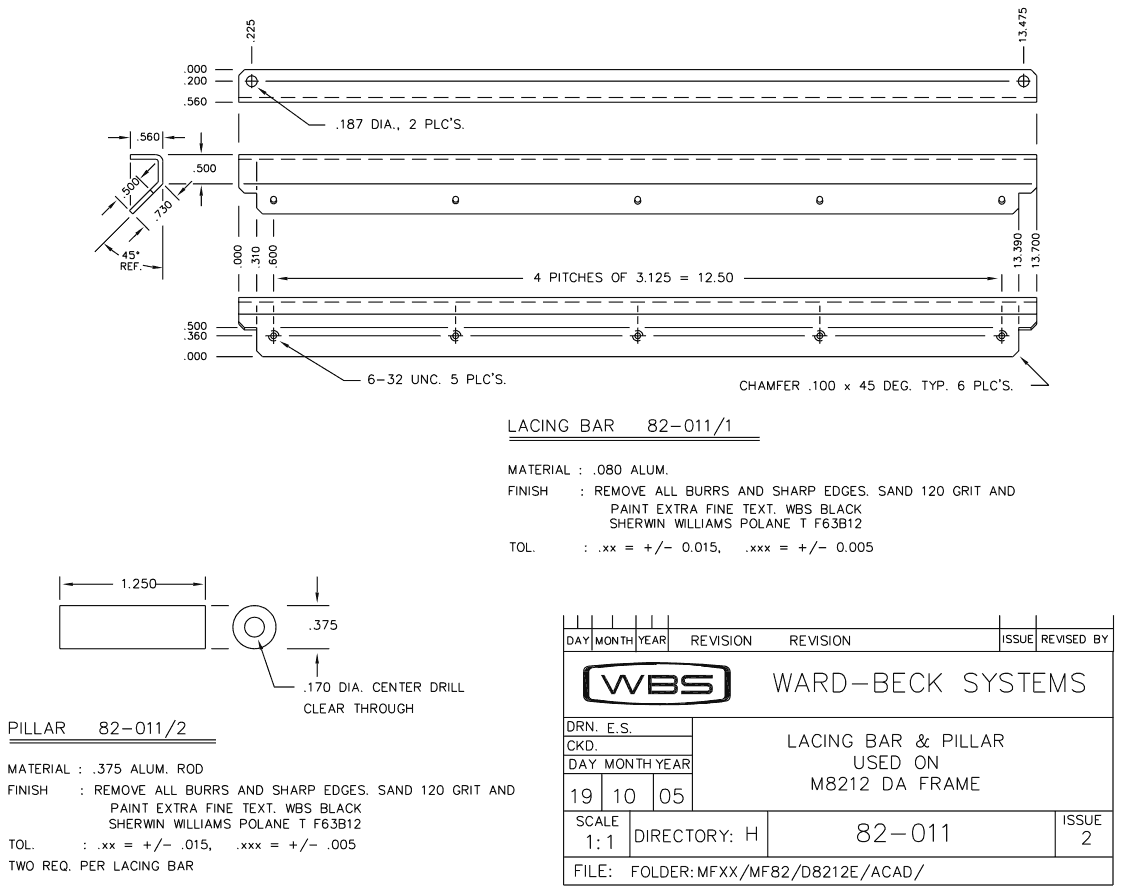 .225
13.475
.000
.200
.560
.187 DIA., 2 PLC'S.
.560
.500
.500
.730
45°
REF.
.000
.310
.600
13.390
13.700
4 PITCHES OF 3.125 = 12.50
.500
.360
.000
6-32 UNC. 5 PLC'S.
CHAMFER .100 x 45 DEG. TYP. 6 PLC'S.
LACING BAR 82-011/1
MATERIAL : .080 ALUM.
FINISH : REMOVE ALL BURRS AND SHARP EDGES. SAND 120 GRIT AND
PAINT EXTRA FINE TEXT. WBS BLACK
SHERWIN WILLIAMS POLANE T F63B12
TOL. : .xx = +/- 0.015, .xxx = +/- 0.005
1.250
.375
.170 DIA. CENTER DRILL
CLEAR THROUGH
PILLAR 82-011/2
MATERIAL : .375 ALUM. ROD
FINISH : REMOVE ALL BURRS AND SHARP EDGES. SAND 120 GRIT AND
PAINT EXTRA FINE TEXT. WBS BLACK
SHERWIN WILLIAMS POLANE T F63B12
TOL. : .xx = +/- .015, .xxx = +/- .005
TWO REQ. PER LACING BAR
DAY MONTH YEAR REVISION REVISION ISSUE REVISED BY
WBS WARD-BECK SYSTEMS
DRN. E.S.
CKD.
DAY MONTH YEAR
19 10 05
LACING BAR & PILLAR
USED ON
M8212 DA FRAME
SCALE
1:1
DIRECTORY: H
82-011
ISSUE
2
FILE: FOLDER: MFXX/MF82/D8212E/ACAD/